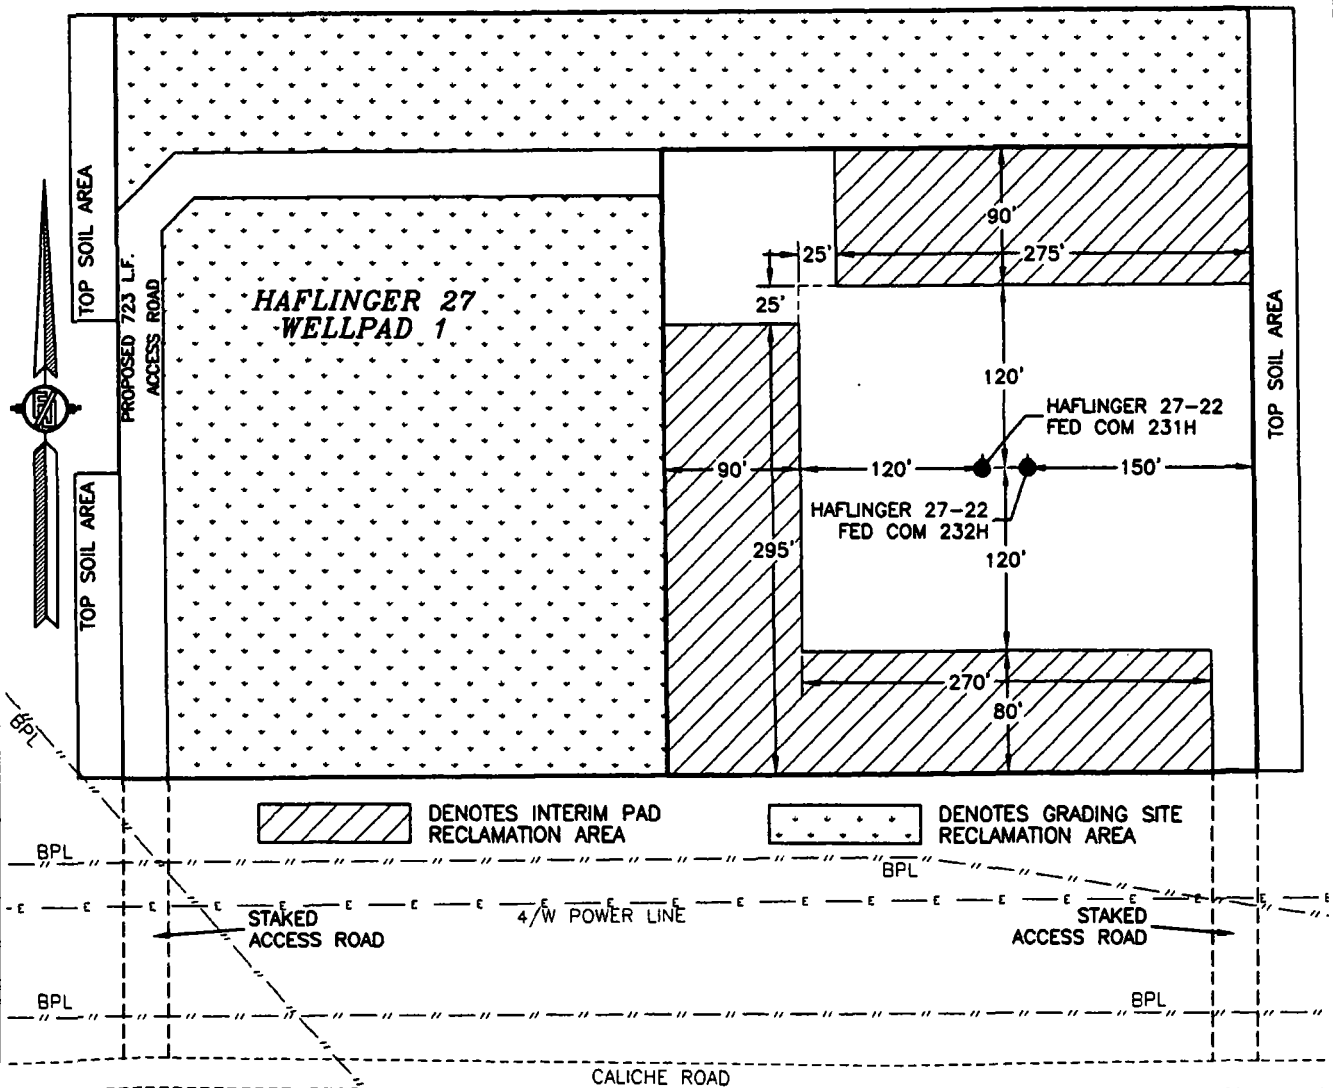 TOP SOIL AREA
PROPOSED 723 L.F.
ACCESS ROAD
HAFLINGER 27
WELLPAD 1
90'
25'
275'
25'
120'
TOP SOIL AREA
HAFLINGER 27-22
FED COM 231H
90'
120'
150'
TOP SOIL AREA
HAFLINGER 27-22
FED COM 232H
295'
120'
270'
80'
BPL
DENOTES INTERIM PAD
RECLAMATION AREA
DENOTES GRADING SITE
RECLAMATION AREA
BPL
BPL
E E E E E E E E E E E E E E E E E E E E
4/W POWER LINE
STAKED
ACCESS ROAD
STAKED
ACCESS ROAD
BPL
BPL
CALICHE ROAD